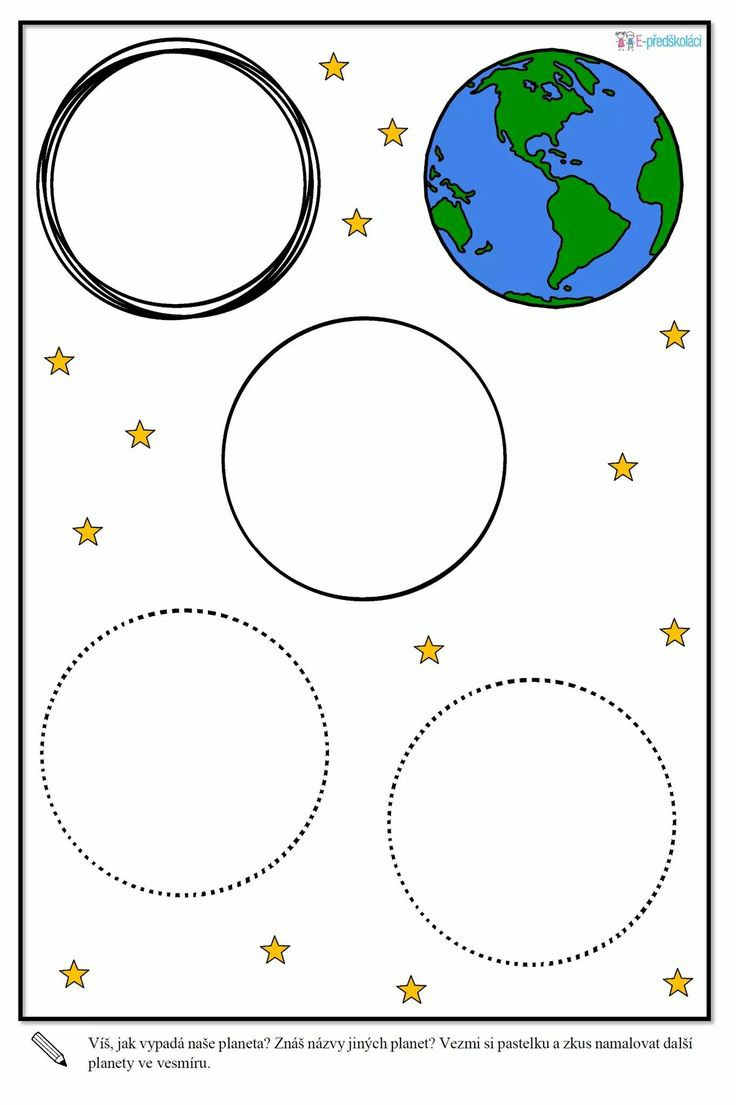 E-předškoláci
Víš, jak vypadá naše planeta? Znáš názvy jiných planet? Vezmi si pastelku a zkus namalovat další
planety ve vesmíru.